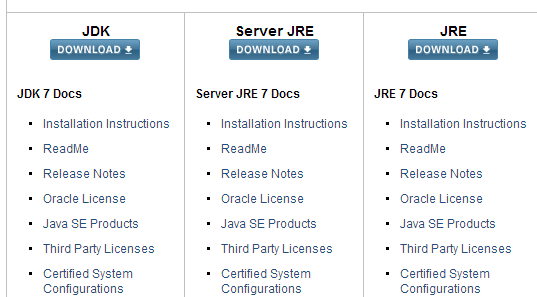 JDK
DOWNLOAD
JDK 7 Docs
Installation Instructions
ReadMe
Release Notes
Oracle License
Java SE Products
Third Party Licenses
Certified System
Configurations
Server JRE
DOWNLOAD
Server JRE 7 Docs
Installation Instructions
ReadMe
Release Notes
Oracle License
Java SE Products
Third Party Licenses
Certified System
Configurations
JRE
DOWNLOAD
JRE 7 Docs
Installation Instructions
ReadMe
Release Notes
Oracle License
Java SE Products
Third Party Licenses
Certified System
Configurations